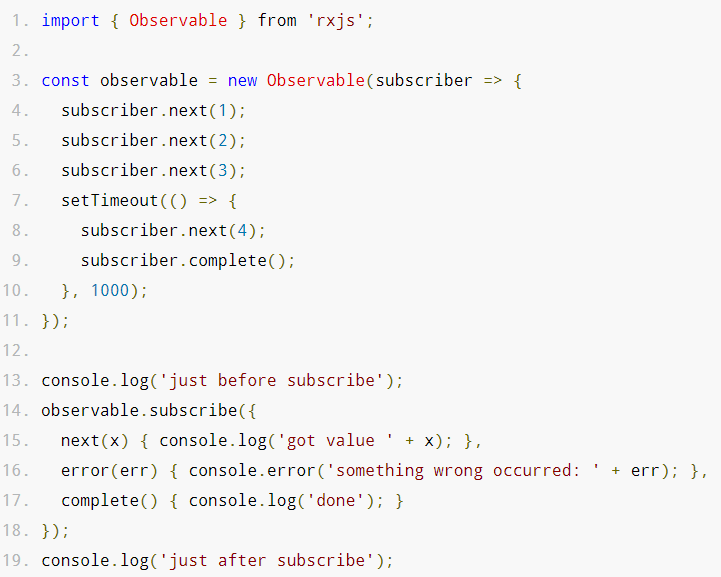 1. import { Observable } from 'rxjs';
2.
3. const observable = new Observable(subscriber => {
4.   subscriber.next(1);
5.   subscriber.next(2);
6.   subscriber.next(3);
7.   setTimeout(() => {
8.     subscriber.next(4);
9.     subscriber.complete();
10.   }, 1000);
11. });
12.
13. console.log('just before subscribe');
14. observable.subscribe({
15.   next(x) { console.log('got value ' + x); },
16.   error(err) { console.error('something wrong occurred: ' + err); },
17.   complete() { console.log('done'); }
18. });
19. console.log('just after subscribe');